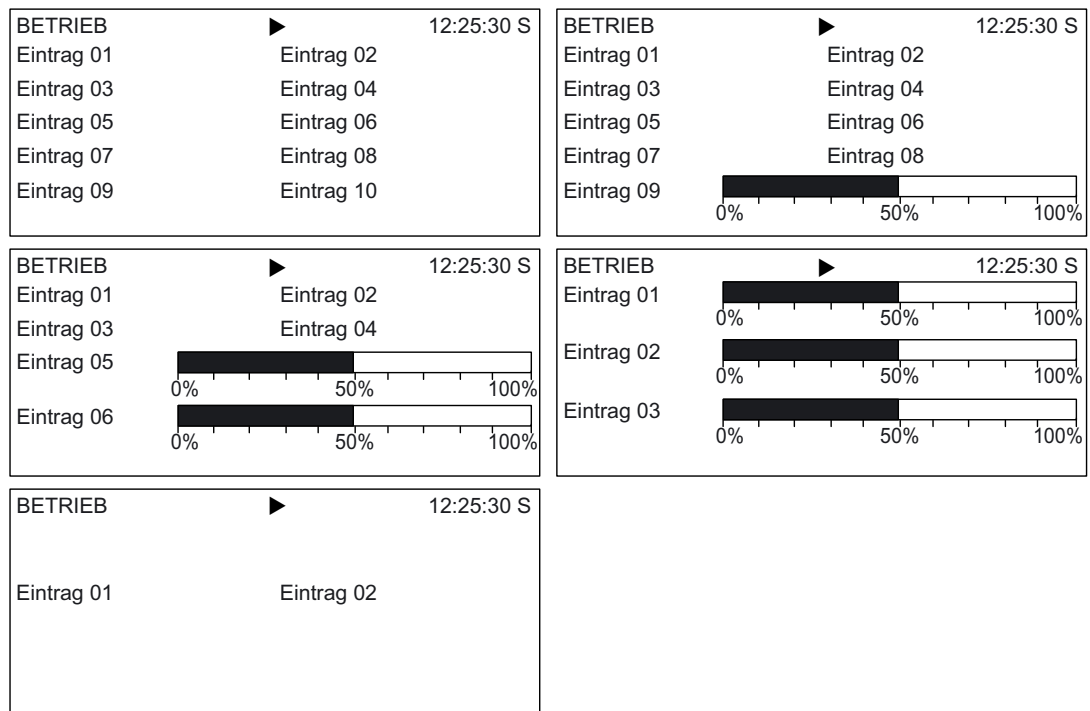 BETRIEB ▶ 12:25:30 S
Eintrag 01 Eintrag 02
Eintrag 03 Eintrag 04
Eintrag 05 Eintrag 06
Eintrag 07 Eintrag 08
Eintrag 09 Eintrag 10
BETRIEB ▶ 12:25:30 S
Eintrag 01 Eintrag 02
Eintrag 03 Eintrag 04
Eintrag 05 Eintrag 06
Eintrag 07 Eintrag 08
Eintrag 09
0% 50% 100%
BETRIEB ▶ 12:25:30 S
Eintrag 01 Eintrag 02
Eintrag 03 Eintrag 04
Eintrag 05
0% 50% 100%
Eintrag 06
0% 50% 100%
BETRIEB ▶ 12:25:30 S
Eintrag 01
0% 50% 100%
Eintrag 02
0% 50% 100%
Eintrag 03
0% 50% 100%
BETRIEB ▶ 12:25:30 S
Eintrag 01 Eintrag 02